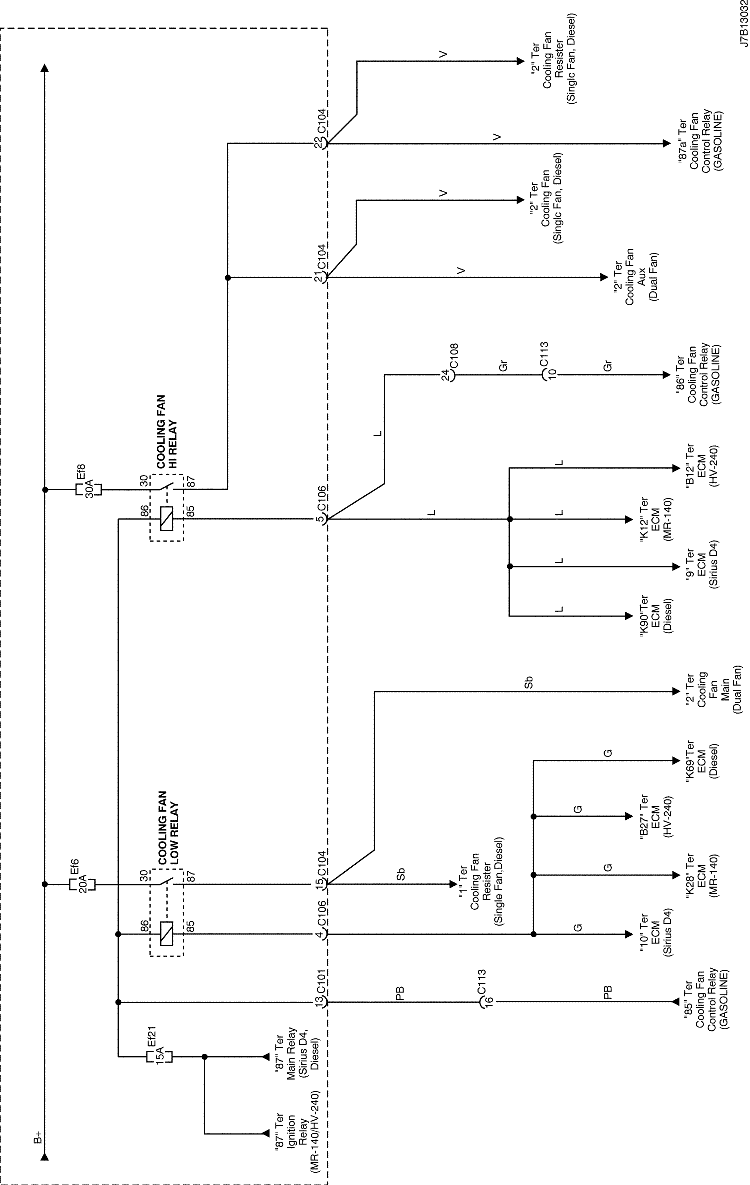 J7B13032
B+
Ef6
20A
Ef8
30A
Ef21
15A
COOLING FAN
LOW RELAY
30
87
86
85
COOLING FAN
HI RELAY
30
87
86
85
"87" Ter
Ignition
Relay
(MR-140/HV-240)
"87" Ter
Main Relay
(Sirius D4,
Diesel)
13
C101
4
C106
15
C104
5
C106
21
C104
22
C104
PB
16
C113
PB
"85" Ter
Cooling Fan
Control Relay
(GASOLINE)
G
"10" Ter
ECM
(Sirius D4)
G
"K28" Ter
ECM
(MR-140)
G
"B27" Ter
ECM
(HV-240)
G
"K69"Ter
ECM
(Diesel)
Sb
"1" Ter
Cooling Fan
Resister
(Single Fan.Diesel)
Sb
"2" Ter
Cooling
Fan
Main
(Dual Fan)
L
L
"K90"Ter
ECM
(Diesel)
L
"9" Ter
ECM
(Sirius D4)
L
"K12" Ter
ECM
(MR-140)
L
"B12" Ter
ECM
(HV-240)
L
24
C108
Gr
10
C113
Gr
"86" Ter
Cooling Fan
Control Relay
(GASOLINE)
V
"2" Ter
Cooling Fan
Aux
(Dual Fan)
V
"2" Ter
Cooling Fan
(Singlc Fan, Diesel)
V
"87a" Ter
Cooling Fan
Control Relay
(GASOLINE)
V
"2" Ter
Cooling Fan
Resister
(Singlc Fan, Diesel)